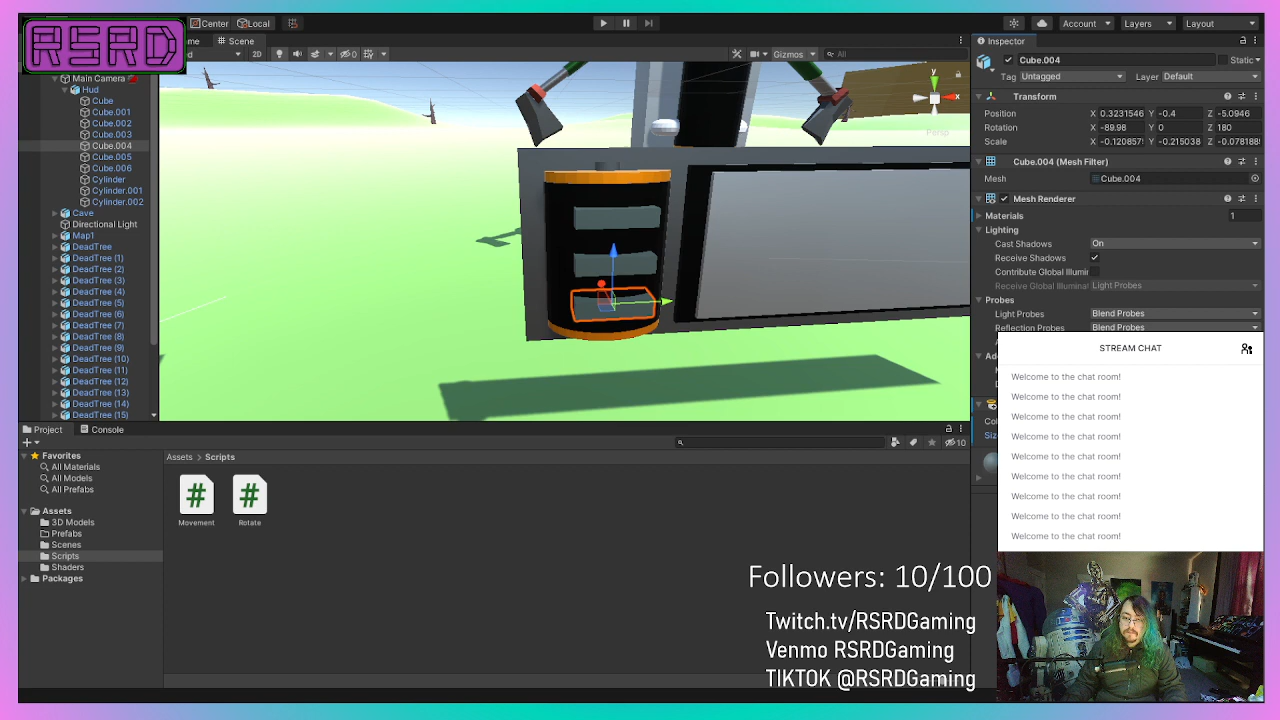 RSRD
Center
Local
Account
Layers
Layout
Scene
2D
0
Gizmos
All
Persp
y
x
Main Camera
Hud
Cube
Cube.001
Cube.002
Cube.003
Cube.004
Cube.005
Cube.006
Cylinder
Cylinder.001
Cylinder.002
Cave
Directional Light
Map1
DeadTree
DeadTree (1)
DeadTree (2)
DeadTree (3)
DeadTree (4)
DeadTree (5)
DeadTree (6)
DeadTree (7)
DeadTree (8)
DeadTree (9)
DeadTree (10)
DeadTree (11)
DeadTree (12)
DeadTree (13)
DeadTree (14)
DeadTree (15)
Inspector
Cube.004
Static
Tag Untagged Layer Default
Transform
Position X 0.3231546 Y -0.4 Z -5.0946
Rotation X -89.98 Y 0 Z 180
Scale
Cube.004 (Mesh Filter)
Mesh Cube.004
Mesh Renderer
Materials 1
Lighting
Cast Shadows On
Receive Shadows
Contribute Global Illumi
Receive Global Illumina Light Probes
Probes
Light Probes Blend Probes
Reflection Probes Blend Probes
Project
Console
10
Favorites
All Materials
All Models
All Prefabs
Assets
3D Models
Prefabs
Scenes
Scripts
Shaders
Packages
Assets > Scripts
Movement
Rotate
STREAM CHAT
Welcome to the chat room!
Welcome to the chat room!
Welcome to the chat room!
Welcome to the chat room!
Welcome to the chat room!
Welcome to the chat room!
Welcome to the chat room!
Welcome to the chat room!
Welcome to the chat room!
Followers: 10/100
Twitch.tv/RSRDGaming
Venmo RSRDGaming
TIKTOK @RSRDGaming